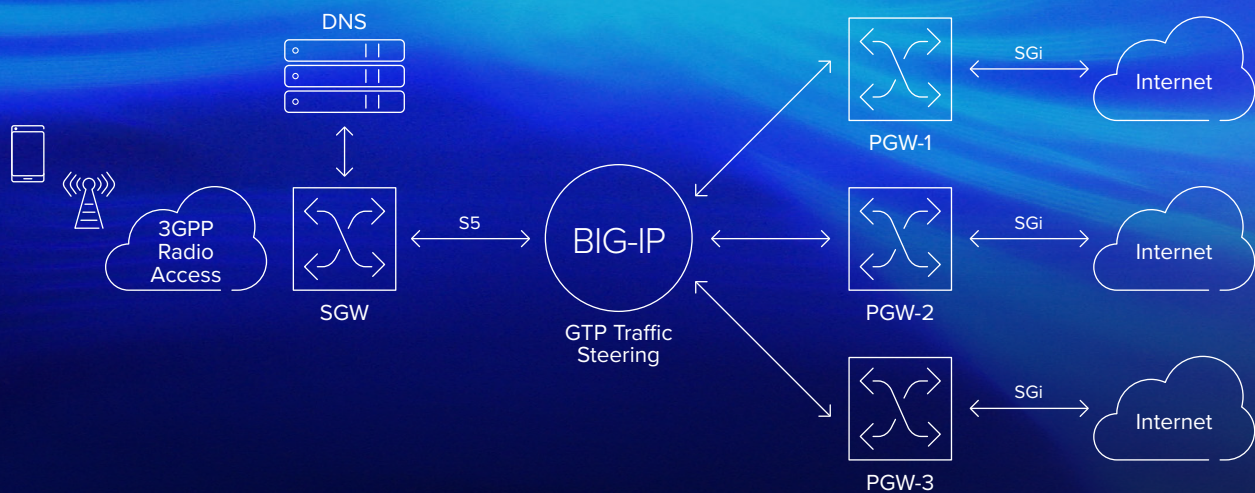 DNS
3GPP
Radio
Access
SGW
S5
BIG-IP
GTP Traffic
Steering
PGW-1
SGi
Internet
PGW-2
SGi
Internet
PGW-3
SGi
Internet